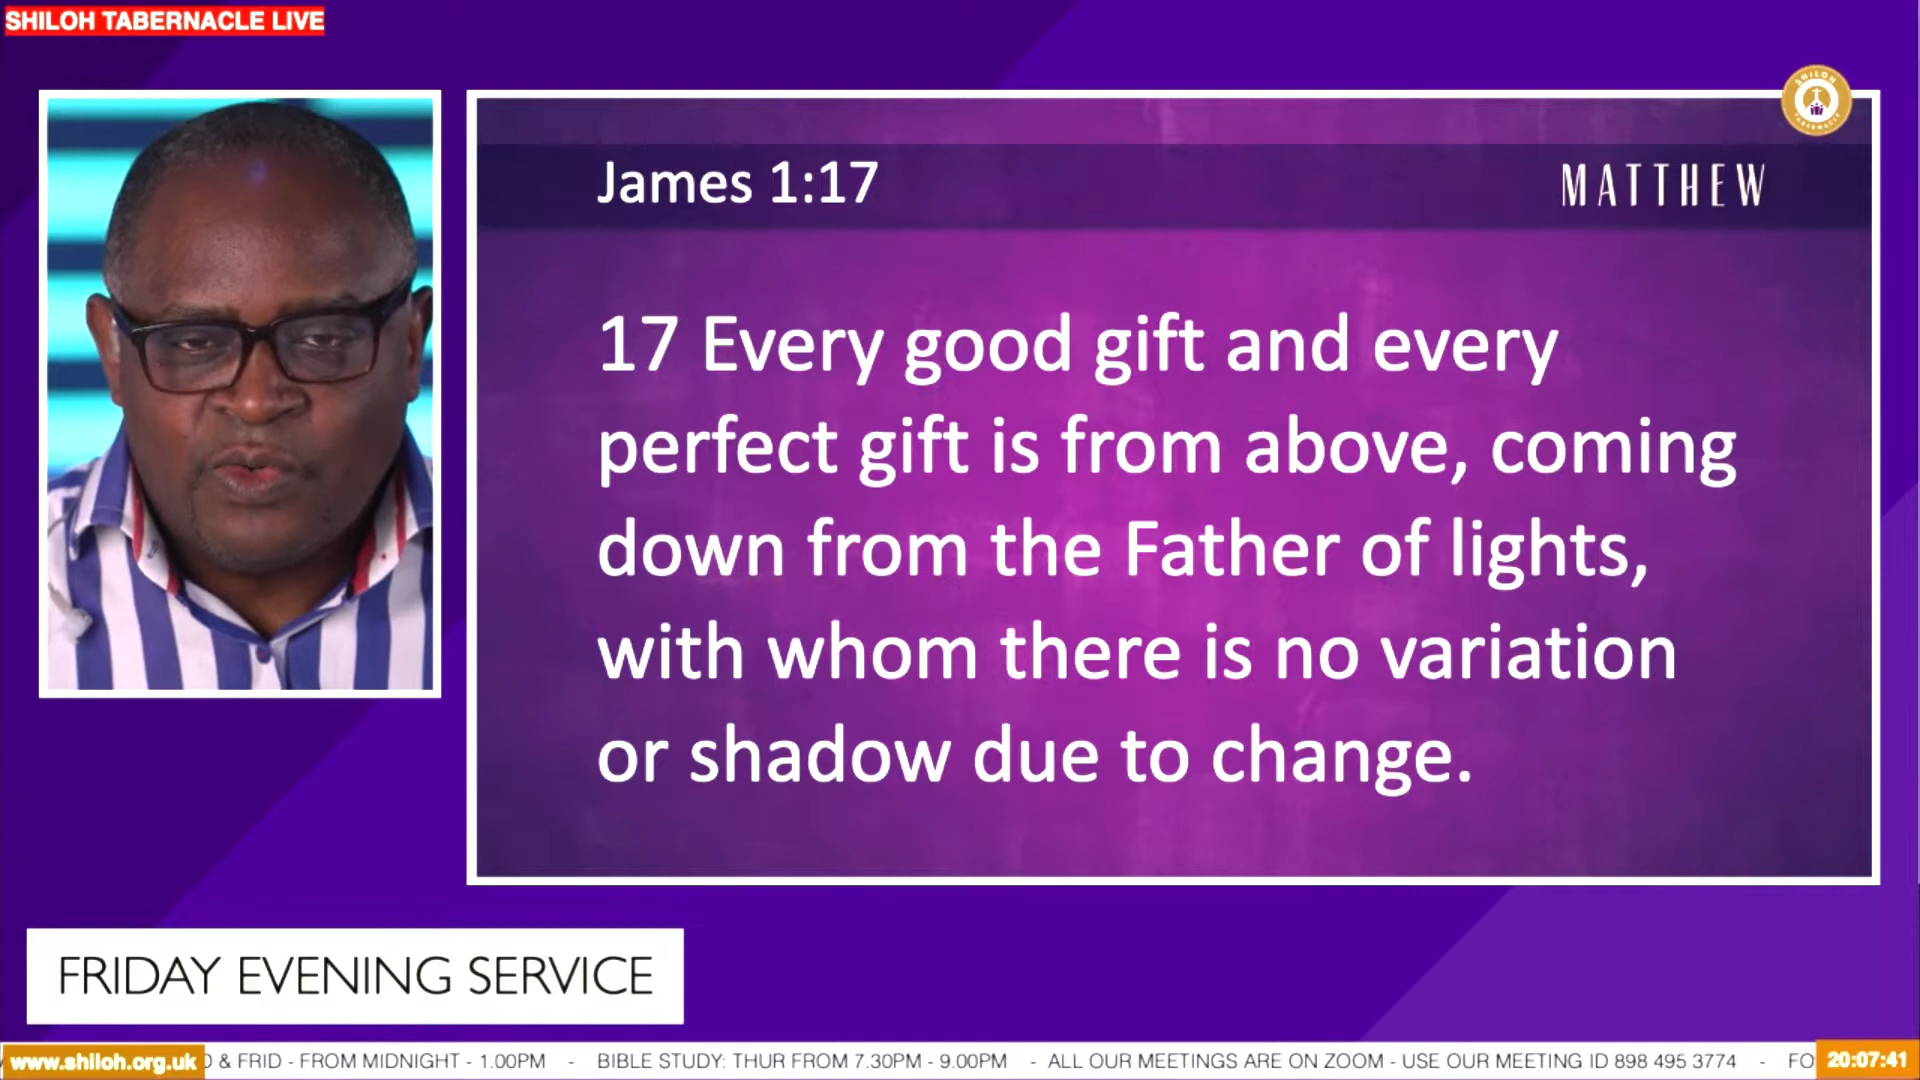 SHILOH TABERNACLE LIVE
SHILOH
TABERNACLE
James 1:17
MATTHEW
17 Every good gift and every
perfect gift is from above, coming
down from the Father of lights,
with whom there is no variation
or shadow due to change.
FRIDAY EVENING SERVICE
www.shiloh.org.uk & FRID - FROM MIDNIGHT - 1.00PM - BIBLE STUDY: THUR FROM 7.30PM - 9.00PM - ALL OUR MEETINGS ARE ON ZOOM - USE OUR MEETING ID 898 495 3774 - FO 20:07:41